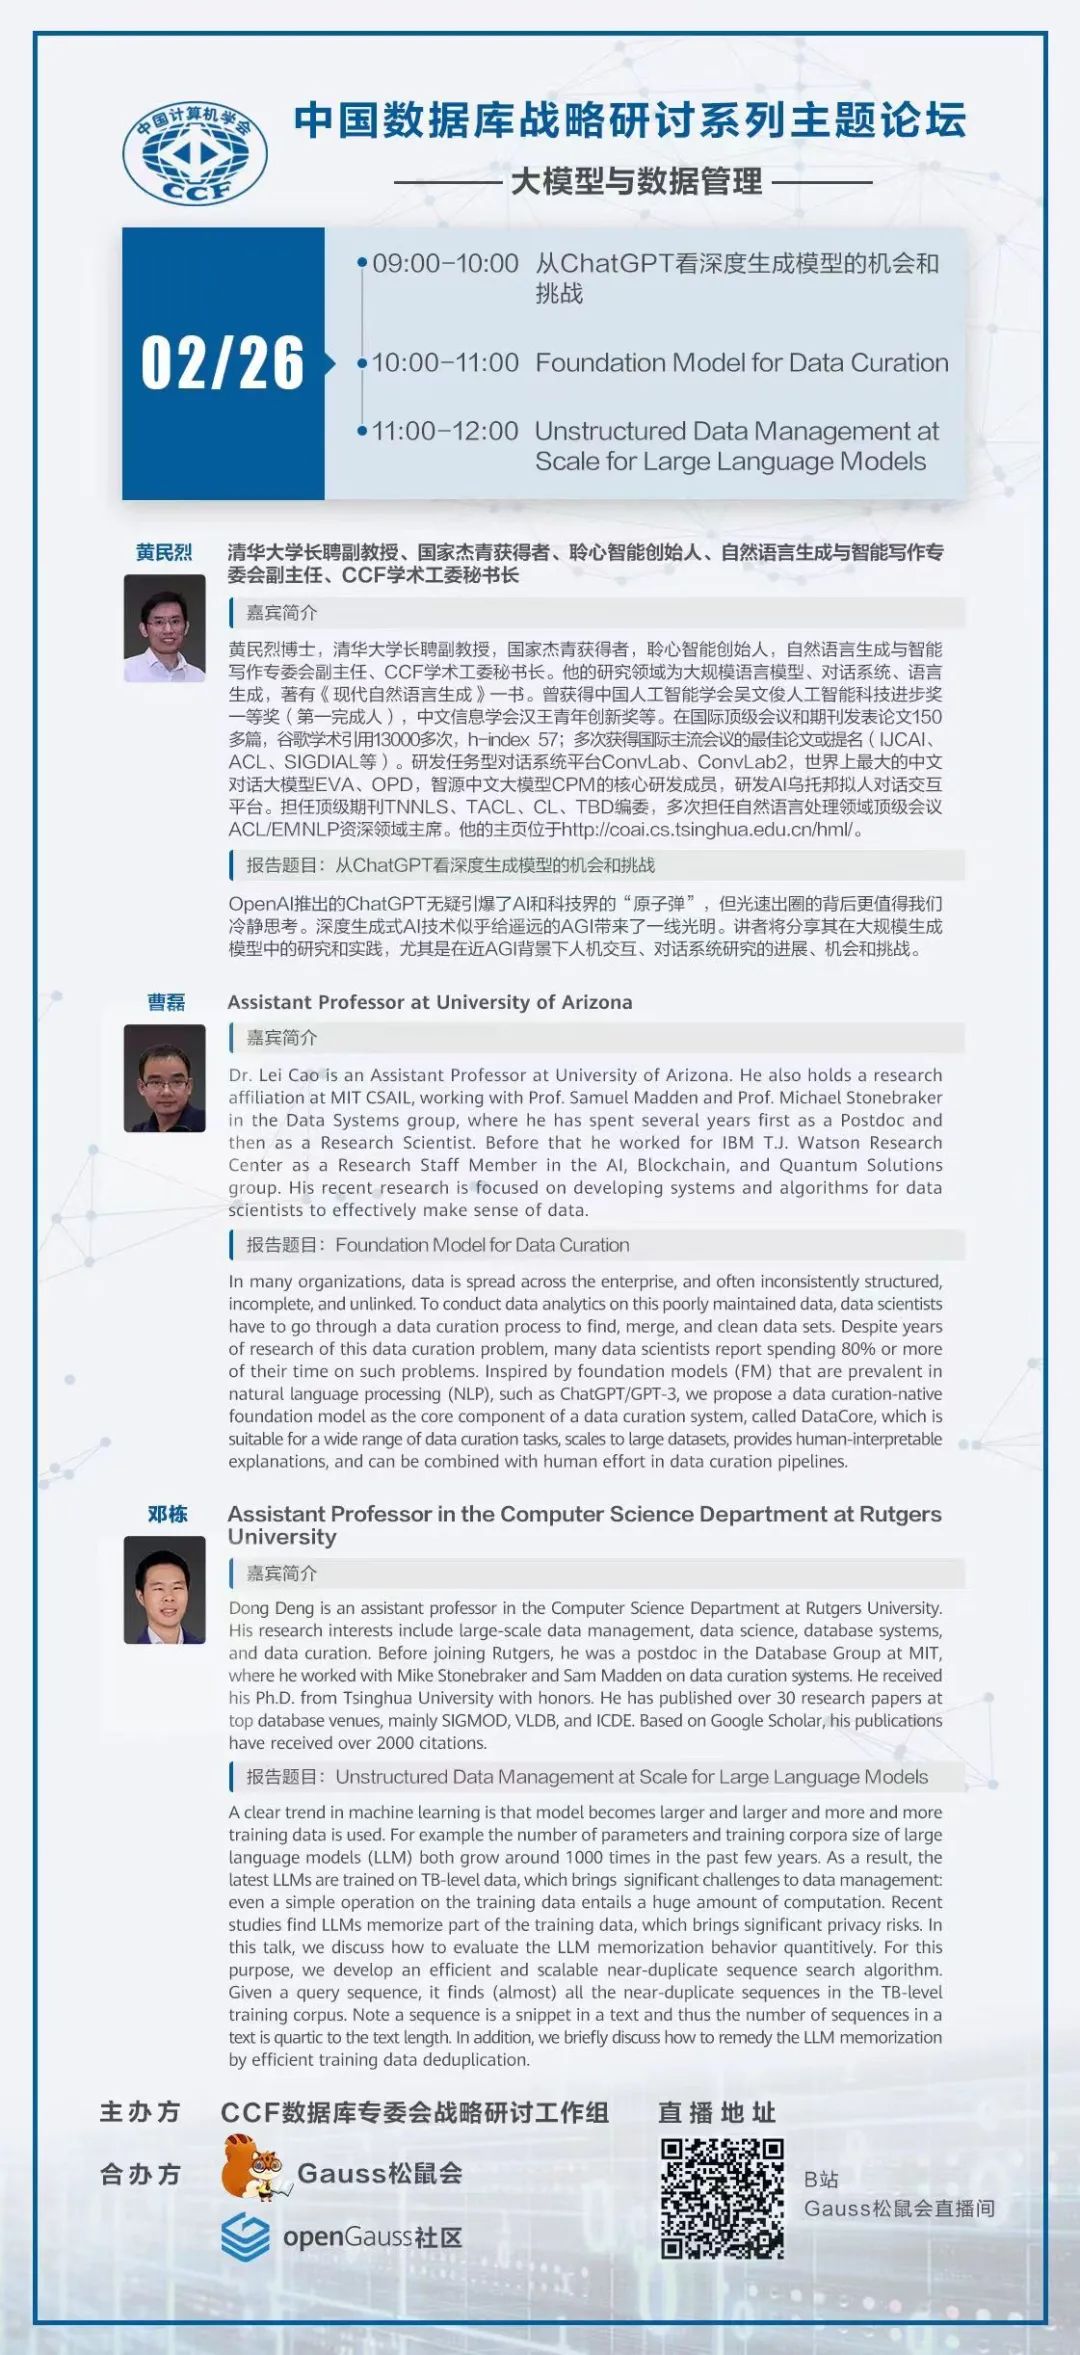 中国计算机学会
CCF
中国数据库战略研讨系列主题论坛
大模型与数据管理
02/26
09:00-10:00 从ChatGPT看深度生成模型的机会和
挑战
10:00-11:00 Foundation Model for Data Curation
11:00-12:00 Unstructured Data Management at
Scale for Large Language Models
黄民烈
清华大学长聘副教授、国家杰青获得者、聆心智能创始人、自然语言生成与智能写作专
委会副主任、CCF学术工委秘书长
嘉宾简介
黄民烈博士，清华大学长聘副教授，国家杰青获得者，聆心智能创始人，自然语言生成与智能
写作专委会副主任、CCF学术工委秘书长。他的研究领域为大规模语言模型、对话系统、语言
生成，著有《现代自然语言生成》一书。曾获得中国人工智能学会吴文俊人工智能科技进步奖
一等奖（第一完成人），中文信息学会汉王青年创新奖等。在国际顶级会议和期刊发表论文150
多篇，谷歌学术引用13000多次，h-index 57；多次获得国际主流会议的最佳论文或提名（IJCAI、
ACL、SIGDIAL等）。研发任务型对话系统平台ConvLab、ConvLab2，世界上最大的中文
对话大模型EVA、OPD，智源中文大模型CPM的核心研发成员，研发AI乌托邦拟人对话交互
平台。担任顶级期刊TNNLS、TACL、CL、TBD编委，多次担任自然语言处理领域顶级会议
ACL/EMNLP资深领域主席。他的主页位于http://coai.cs.tsinghua.edu.cn/hml/。
报告题目：从ChatGPT看深度生成模型的机会和挑战
OpenAI推出的ChatGPT无疑引爆了AI和科技界的“原子弹”，但光速出圈的背后更值得我们
冷静思考。深度生成式AI技术似乎给遥远的AGI带来了一线光明。讲者将分享其在大规模生成
模型中的研究和实践，尤其是在近AGI背景下人机交互、对话系统研究的进展、机会和挑战。
曹磊
Assistant Professor at University of Arizona
嘉宾简介
Dr. Lei Cao is an Assistant Professor at University of Arizona. He also holds a research
affiliation at MIT CSAIL, working with Prof. Samuel Madden and Prof. Michael Stonebraker
in the Data Systems group, where he has spent several years first as a Postdoc and
then as a Research Scientist. Before that he worked for IBM T.J. Watson Research
Center as a Research Staff Member in the AI, Blockchain, and Quantum Solutions
group. His recent research is focused on developing systems and algorithms for data
scientists to effectively make sense of data.
报告题目：Foundation Model for Data Curation
In many organizations, data is spread across the enterprise, and often inconsistently structured,
incomplete, and unlinked. To conduct data analytics on this poorly maintained data, data scientists
have to go through a data curation process to find, merge, and clean data sets. Despite years
of research of this data curation problem, many data scientists report spending 80% or more
of their time on such problems. Inspired by foundation models (FM) that are prevalent in
natural language processing (NLP), such as ChatGPT/GPT-3, we propose a data curation-native
foundation model as the core component of a data curation system, called DataCore, which is
suitable for a wide range of data curation tasks, scales to large datasets, provides human-interpretable
explanations, and can be combined with human effort in data curation pipelines.
邓栋
Assistant Professor in the Computer Science Department at Rutgers
University
嘉宾简介
Dong Deng is an assistant professor in the Computer Science Department at Rutgers University.
His research interests include large-scale data management, data science, database systems,
and data curation. Before joining Rutgers, he was a postdoc in the Database Group at MIT,
where he worked with Mike Stonebraker and Sam Madden on data curation systems. He received
his Ph.D. from Tsinghua University with honors. He has published over 30 research papers at
top database venues, mainly SIGMOD, VLDB, and ICDE. Based on Google Scholar, his publications
have received over 2000 citations.
报告题目：Unstructured Data Management at Scale for Large Language Models
A clear trend in machine learning is that model becomes larger and larger and more and more
training data is used. For example the number of parameters and training corpora size of large
language models (LLM) both grow around 1000 times in the past few years. As a result, the
latest LLMs are trained on TB-level data, which brings significant challenges to data management:
even a simple operation on the training data entails a huge amount of computation. Recent
studies find LLMs memorize part of the training data, which brings significant privacy risks. In
this talk, we discuss how to evaluate the LLM memorization behavior quantitively. For this
purpose, we develop an efficient and scalable near-duplicate sequence search algorithm.
Given a query sequence, it finds (almost) all the near-duplicate sequences in the TB-level
training corpus. Note a sequence is a snippet in a text and thus the number of sequences in a
text is quartic to the text length. In addition, we briefly discuss how to remedy the LLM memorization
by efficient training data deduplication.
主办方 CCF数据库专委会战略研讨工作组
合办方 Gauss松鼠会
openGauss社区
直播地址
B站
Gauss松鼠会直播间